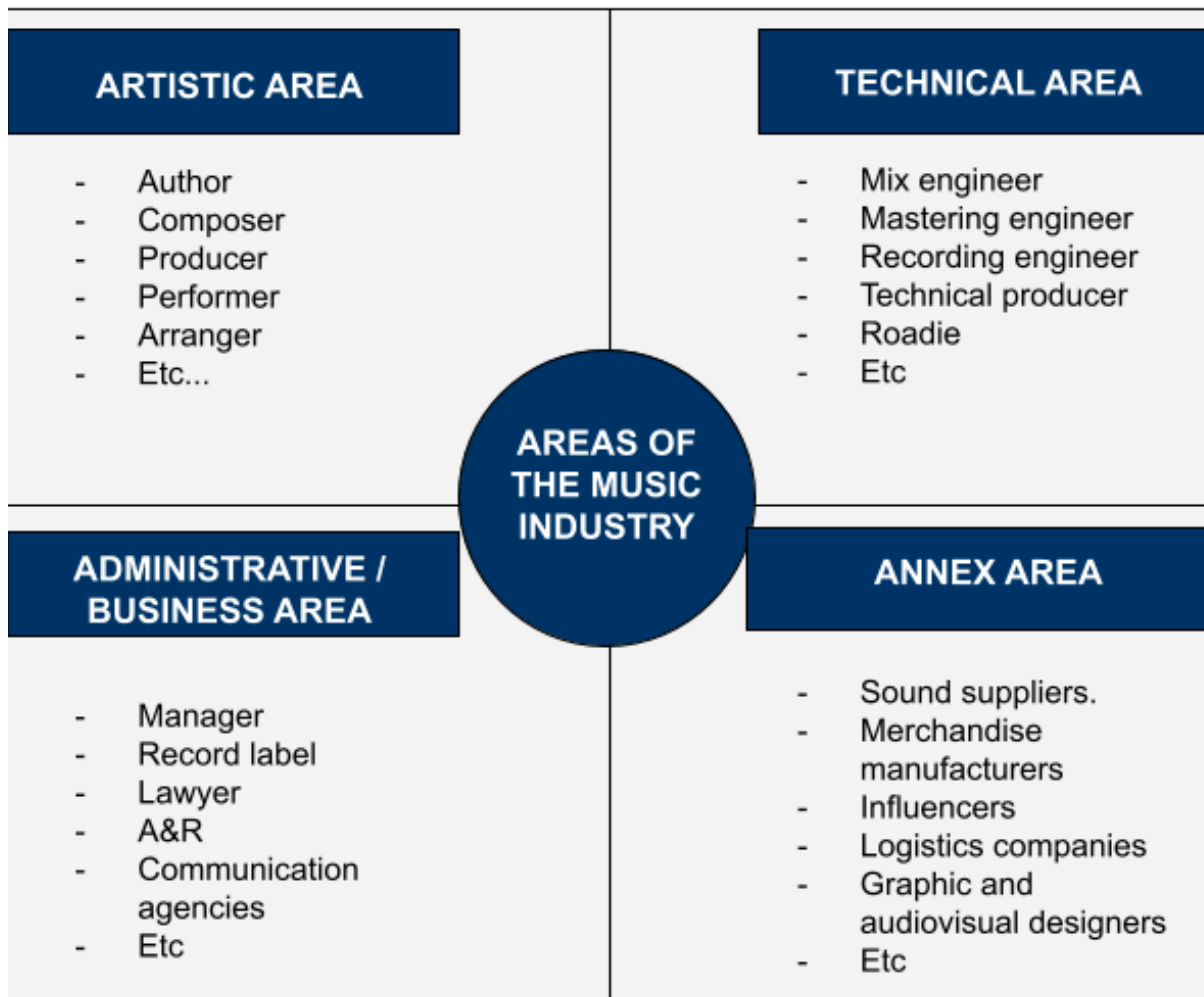 ARTISTIC AREA
- Author
- Composer
- Producer
- Performer
- Arranger
- Etc...
TECHNICAL AREA
- Mix engineer
- Mastering engineer
- Recording engineer
- Technical producer
- Roadie
- Etc
AREAS OF
THE MUSIC
INDUSTRY
ADMINISTRATIVE /
BUSINESS AREA
- Manager
- Record label
- Lawyer
- A&R
- Communication
agencies
- Etc
ANNEX AREA
- Sound suppliers.
- Merchandise
manufacturers
- Influencers
- Logistics companies
- Graphic and
audiovisual designers
- Etc